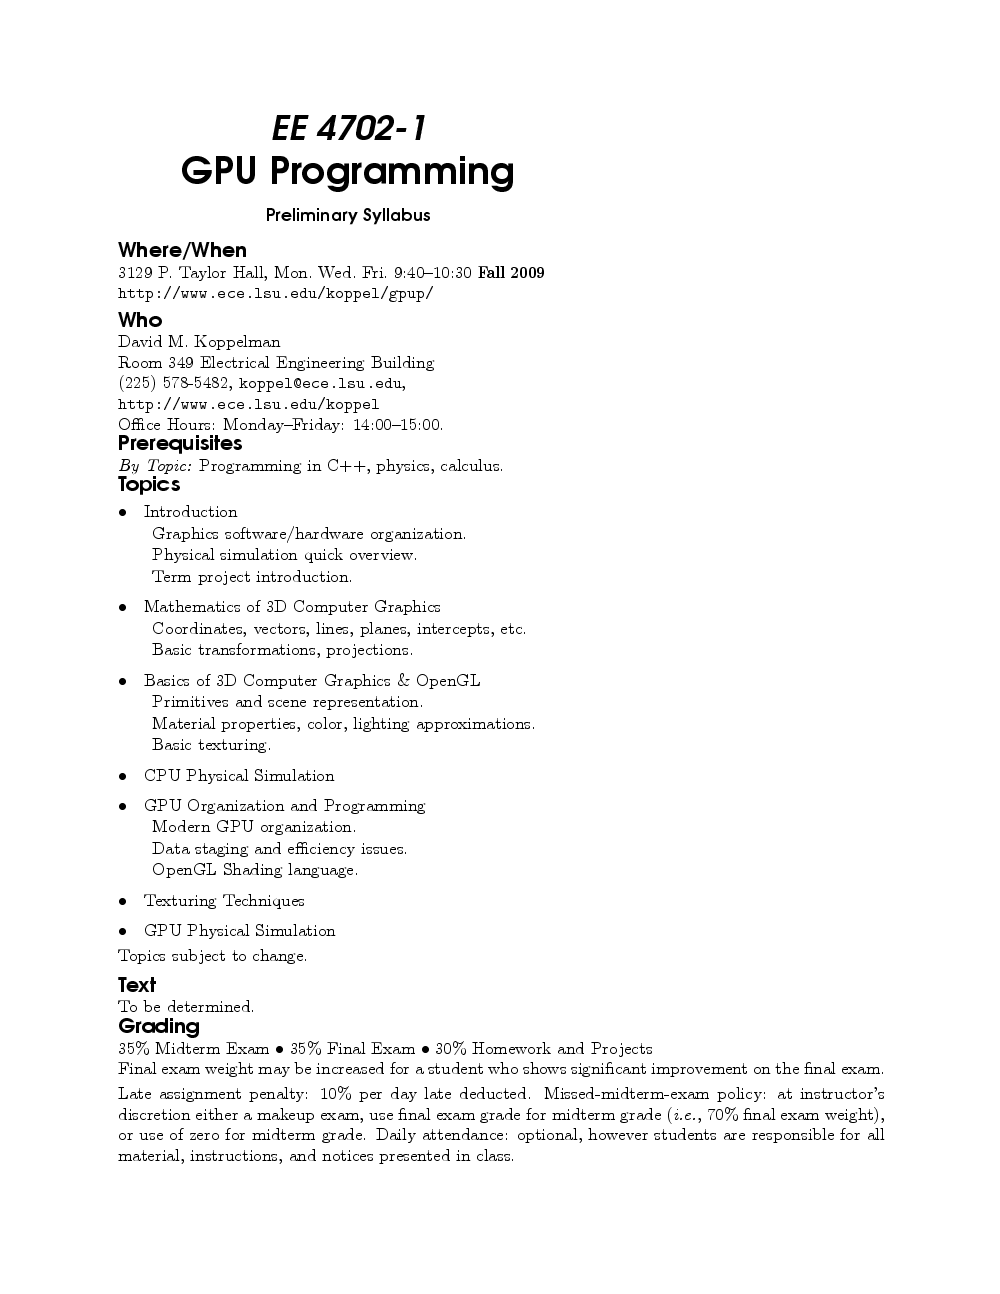 EE 4702-1
GPU Programming
Preliminary Syllabus
Where/When
3129 P. Taylor Hall, Mon. Wed. Fri. 9:40–10:30 Fall 2009
http://www.ece.lsu.edu/koppel/gpup/
Who
David M. Koppelman
Room 349 Electrical Engineering Building
(225) 578-5482, koppel@ece.lsu.edu,
http://www.ece.lsu.edu/koppel
Office Hours: Monday–Friday: 14:00–15:00.
Prerequisites
By Topic: Programming in C++, physics, calculus.
Topics
• Introduction
Graphics software/hardware organization.
Physical simulation quick overview.
Term project introduction.
• Mathematics of 3D Computer Graphics
Coordinates, vectors, lines, planes, intercepts, etc.
Basic transformations, projections.
• Basics of 3D Computer Graphics & OpenGL
Primitives and scene representation.
Material properties, color, lighting approximations.
Basic texturing.
• CPU Physical Simulation
• GPU Organization and Programming
Modern GPU organization.
Data staging and efficiency issues.
OpenGL Shading language.
• Texturing Techniques
• GPU Physical Simulation
Topics subject to change.
Text
To be determined.
Grading
35% Midterm Exam • 35% Final Exam • 30% Homework and Projects
Final exam weight may be increased for a student who shows significant improvement on the final exam.
Late assignment penalty: 10% per day late deducted. Missed-midterm-exam policy: at instructor's
discretion either a makeup exam, use final exam grade for midterm grade (i.e., 70% final exam weight),
or use of zero for midterm grade. Daily attendance: optional, however students are responsible for all
material, instructions, and notices presented in class.